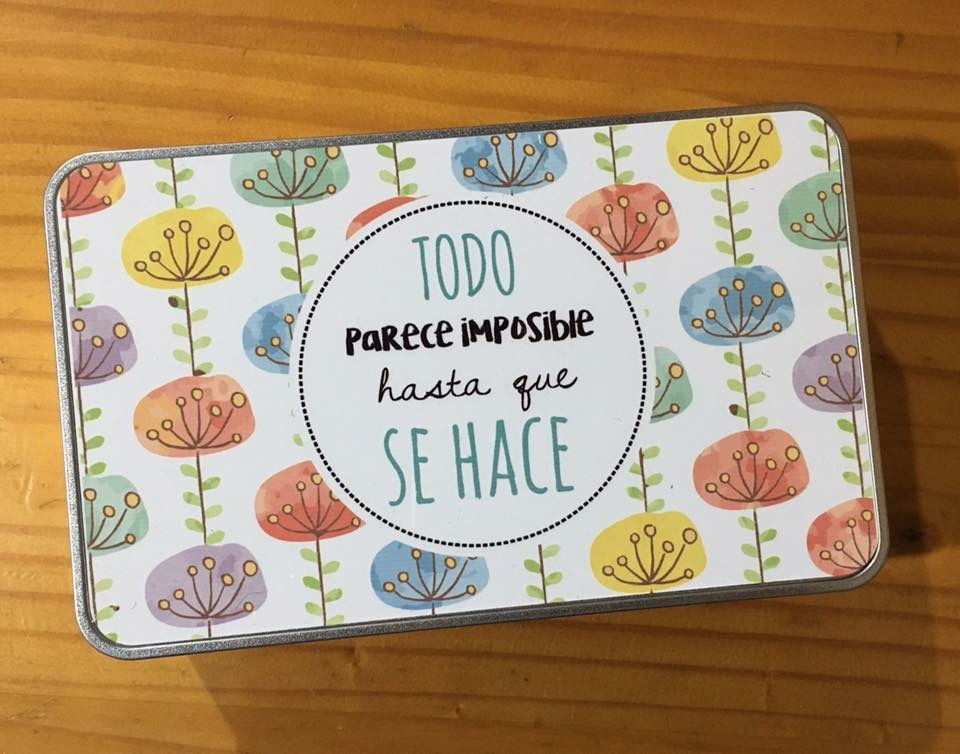 TODO
PARECE IMPOSIBLE
hasta que
SE HACE